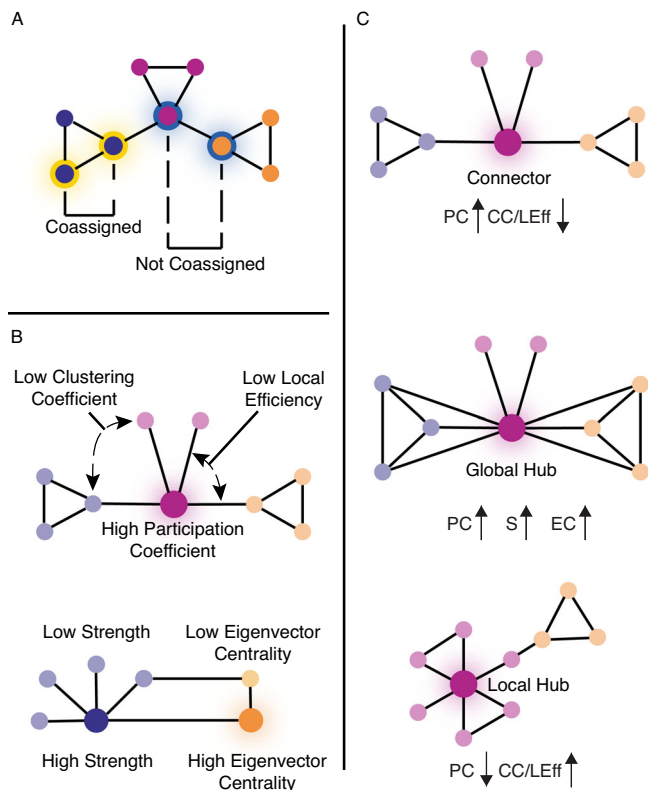 A
Coassigned
Not Coassigned
B
Low Clustering
Coefficient
Low Local
Efficiency
High Participation
Coefficient
Low Strength
Low Eigenvector
Centrality
High Strength
High Eigenvector
Centrality
C
Connector
PC ↑ CC/LEff ↓
Global Hub
PC ↑ S ↑ EC ↑
Local Hub
PC ↓ CC/LEff ↑